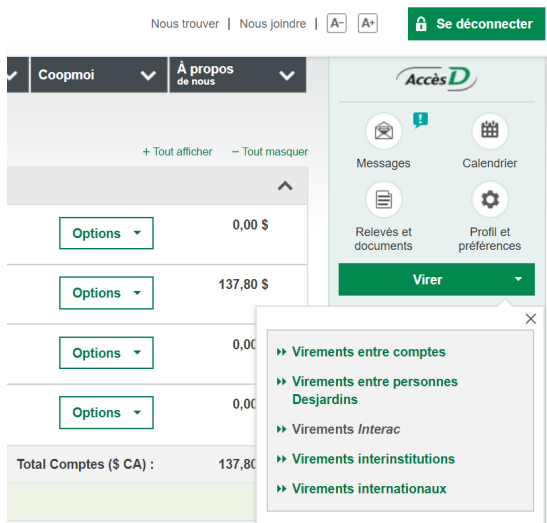 Nous trouver | Nous joindre | A- A+ Se déconnecter
Coopmoi
À propos
de nous
AccèsD
Messages
Calendrier
Relevés et
documents
Profil et
préférences
Virer
+ Tout afficher – Tout masquer
Options 0,00 $
Options 137,80 $
Options 0,00
Options 0,00
Total Comptes ($ CA) : 137,80
Virements entre comptes
Virements entre personnes
Desjardins
Virements Interac
Virements interinstitutions
Virements internationaux